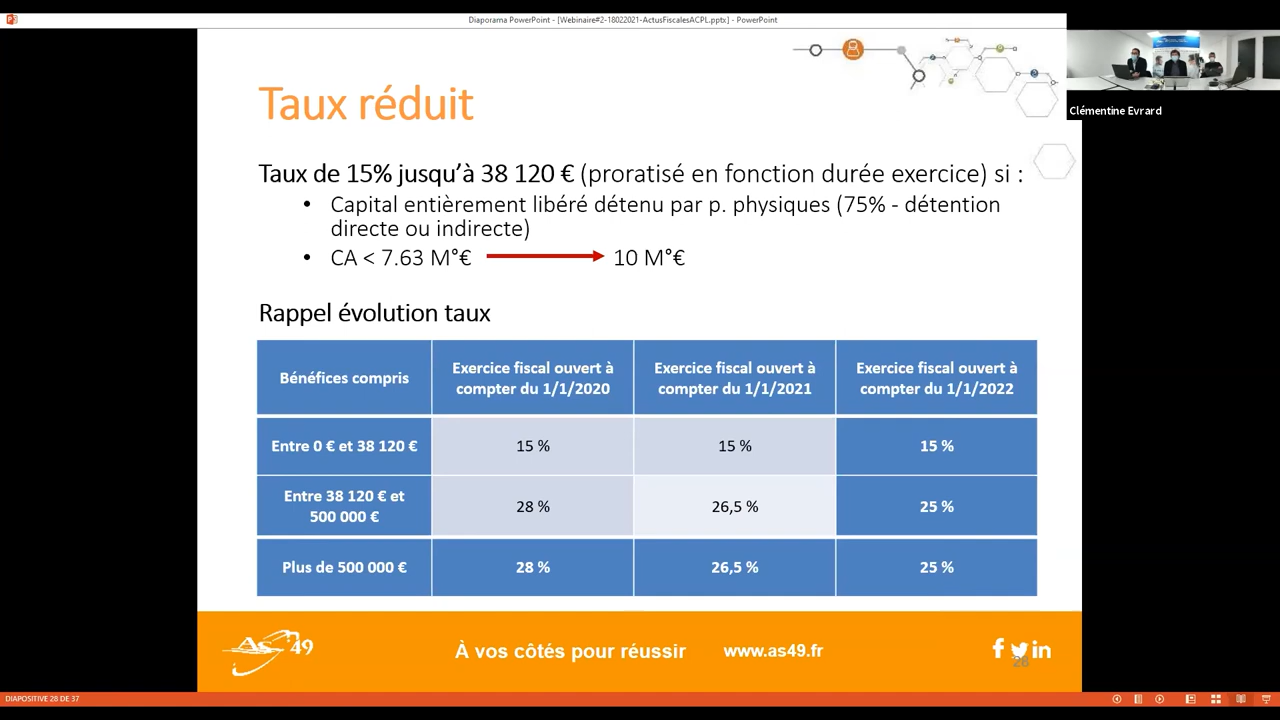 Diaporama PowerPoint - [Webinaire#2-18022021-ActusFiscalesACPL.pptx] - PowerPoint
Clémentine Evrard
Taux réduit
Taux de 15% jusqu'à 38 120 € (proratisé en fonction durée exercice) si :
• Capital entièrement libéré détenu par p. physiques (75% - détention
directe ou indirecte)
• CA < 7.63 M°€ 10 M°€
Rappel évolution taux
Bénéfices compris
Exercice fiscal ouvert à
compter du 1/1/2020
Exercice fiscal ouvert à
compter du 1/1/2021
Exercice fiscal ouvert à
compter du 1/1/2022
Entre 0 € et 38 120 € 15 % 15 % 15 %
Entre 38 120 € et
500 000 €
28 % 26,5 % 25 %
Plus de 500 000 € 28 % 26,5 % 25 %
As 49
À vos côtés pour réussir www.as49.fr
28
DIAPOSITIVE 28 DE 37